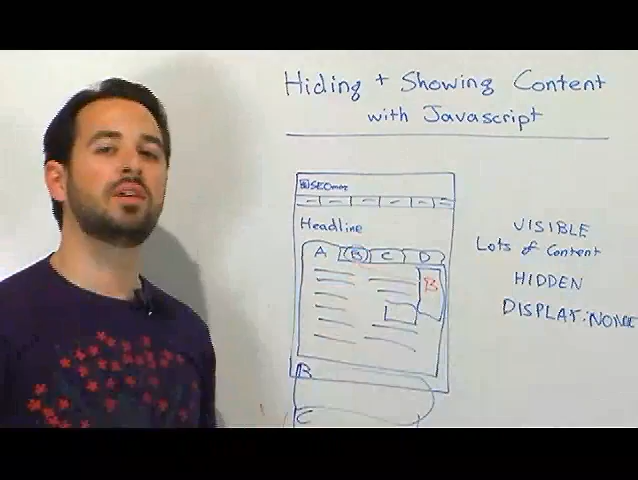 Hiding + Showing Content
with Javascript
SEOmoz
Headline
A B C D
B
B
C
VISIBLE
Lots of Content
HIDDEN
DISPLAY:NONE